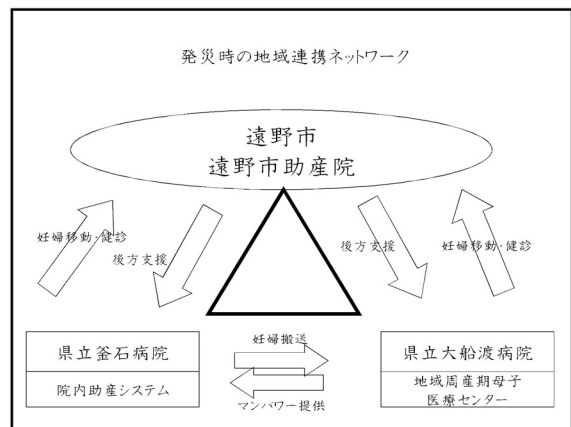 発災時の地域連携ネットワーク
遠野市
遠野市助産院
妊婦移動・健診
後方支援
後方支援
妊婦移動・健診
県立釜石病院
院内助産システム
妊婦搬送
マンパワー提供
県立大船渡病院
地域周産期母子
医療センター